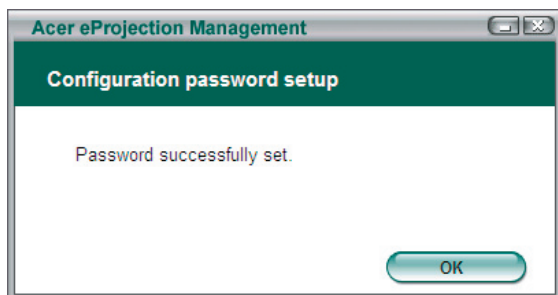 Acer eProjection Management
Configuration password setup
Password successfully set.
OK